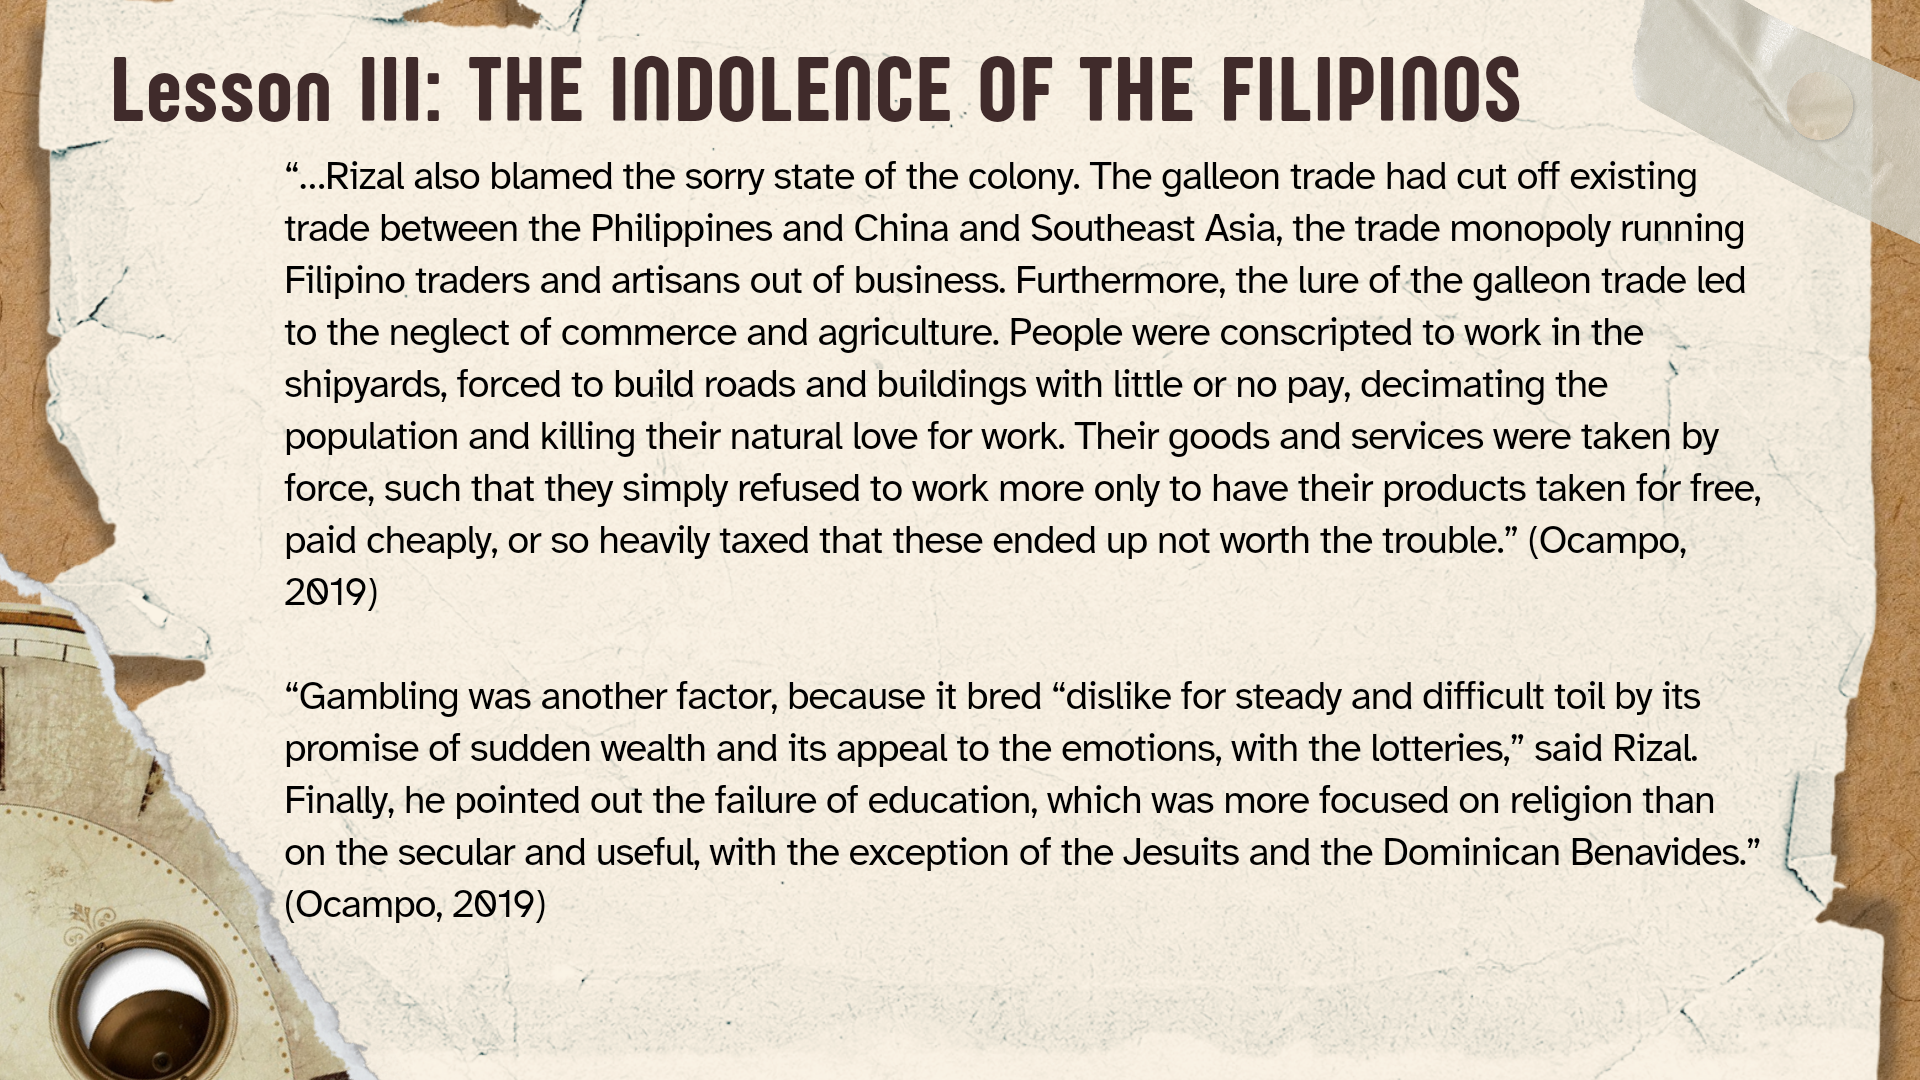 Lesson III: THE INDOLENCE OF THE FILIPINOS
“...Rizal also blamed the sorry state of the colony. The galleon trade had cut off existing
trade between the Philippines and China and Southeast Asia, the trade monopoly running
Filipino traders and artisans out of business. Furthermore, the lure of the galleon trade led
to the neglect of commerce and agriculture. People were conscripted to work in the
shipyards, forced to build roads and buildings with little or no pay, decimating the
population and killing their natural love for work. Their goods and services were taken by
force, such that they simply refused to work more only to have their products taken for free,
paid cheaply, or so heavily taxed that these ended up not worth the trouble.” (Ocampo,
2019)
“Gambling was another factor, because it bred “dislike for steady and difficult toil by its
promise of sudden wealth and its appeal to the emotions, with the lotteries,” said Rizal.
Finally, he pointed out the failure of education, which was more focused on religion than
on the secular and useful, with the exception of the Jesuits and the Dominican Benavides.”
(Ocampo, 2019)